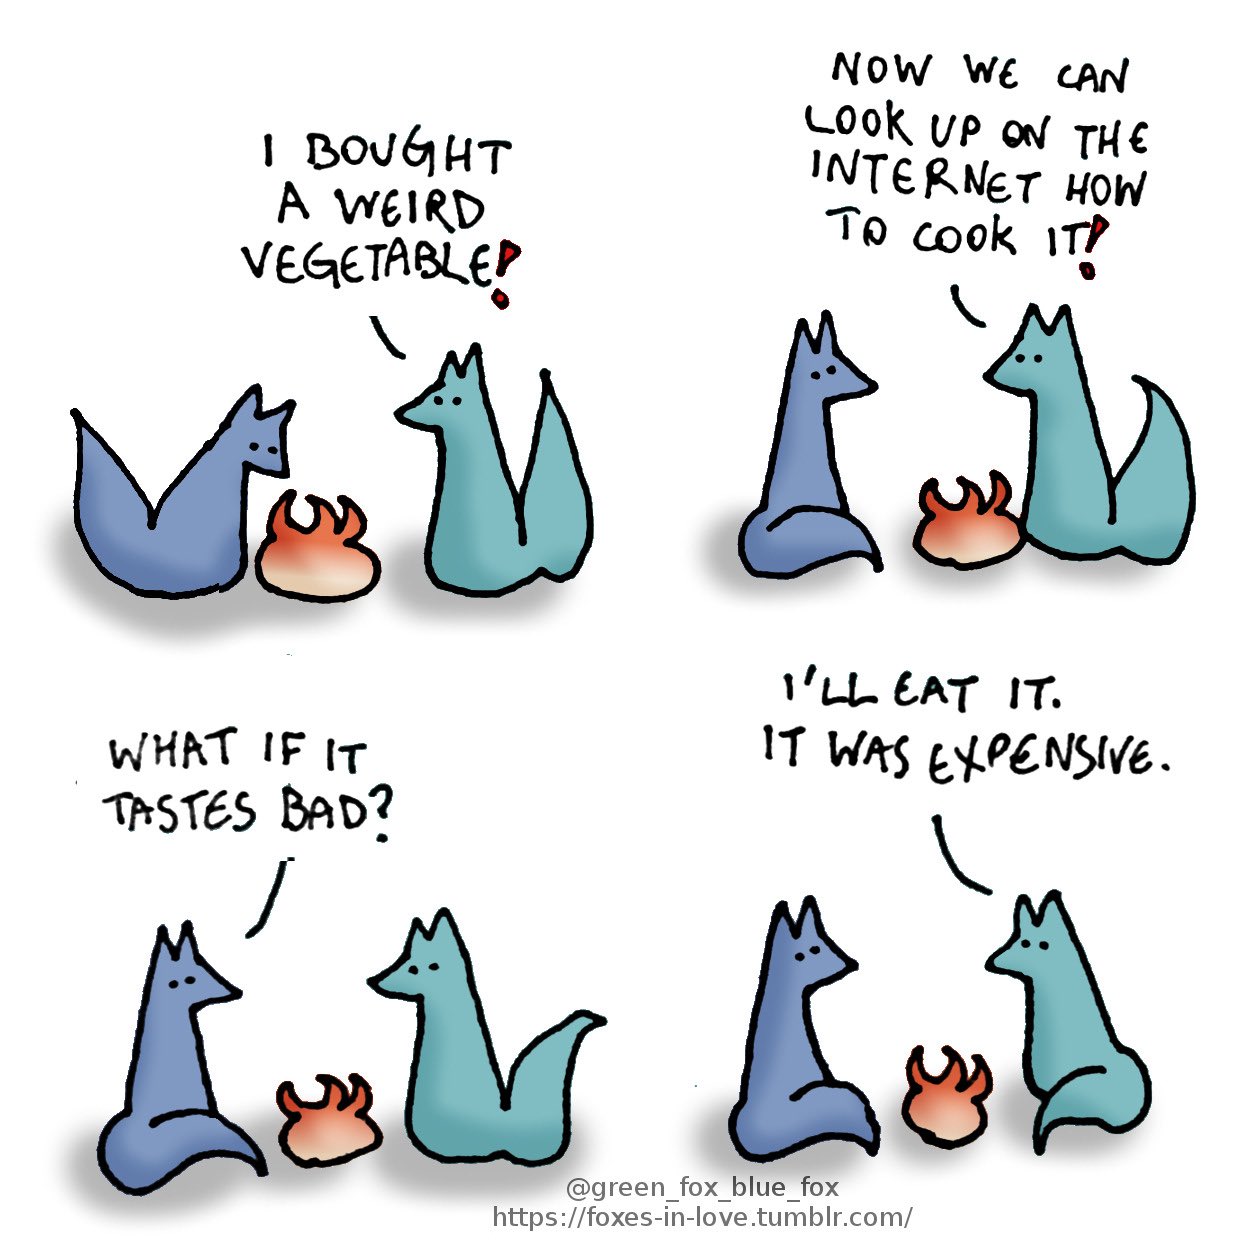 I BOUGHT
A WEIRD
VEGETABLE!
NOW WE CAN
LOOK UP ON THE
INTERNET HOW
TO COOK IT!
WHAT IF IT
TASTES BAD?
I'LL EAT IT.
IT WAS EXPENSIVE.
@green_fox_blue_fox
https://foxes-in-love.tumblr.com/